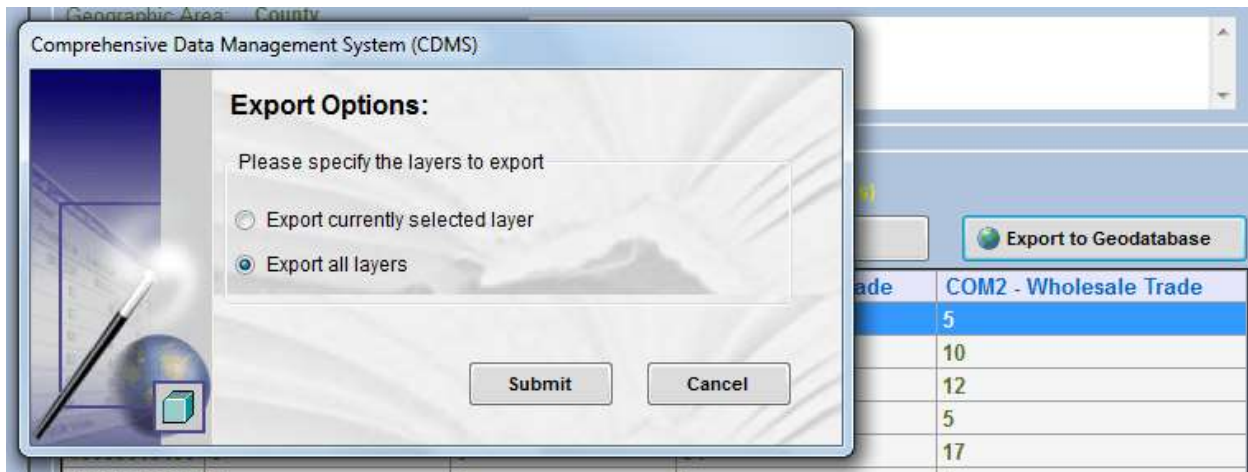 Geographic Area: County
Comprehensive Data Management System (CDMS)
Export Options:
Please specify the layers to export
Export currently selected layer
Export all layers
Submit
Cancel
Export to Geodatabase
ade
COM2 - Wholesale Trade
5
10
12
5
17